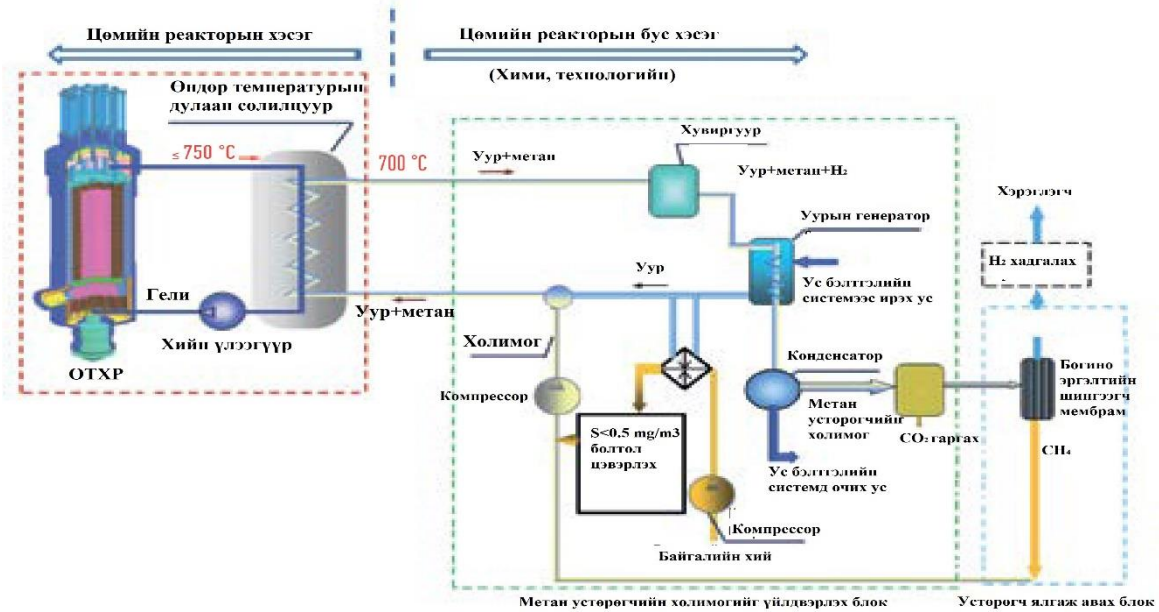 Цөмийн реакторын хэсэг
Цөмийн реакторын бус хэсэг
(Хими, технологийн)
Ондор температурын
дулаан солилцуур
≤ 750 °C
700 °C
Уур+метан
Хувиргуур
Уур+метан+H₂
Уурын генератор
Хэрэглэгч
H₂ хадгалах
Гели
Хийн үлээгүүр
ОТХР
Уур+метан
Уур
Ус бэлтгэлийн
системээс ирэх ус
Холимог
Компрессор
S<0.5 mg/m3
болтол
цэвэрлэх
Конденсатор
Метан
усторогчийн
холимог
CO₂ гаргах
Богино
эргэлтийн
шингээгч
мембрам
CH₄
Ус бэлтгэлийн
системд очих ус
Компрессор
Байгалийн хий
Метан устөрөгчийн холимогийг үйлдвэрлэх блок
Усторогч ялгаж авах блок